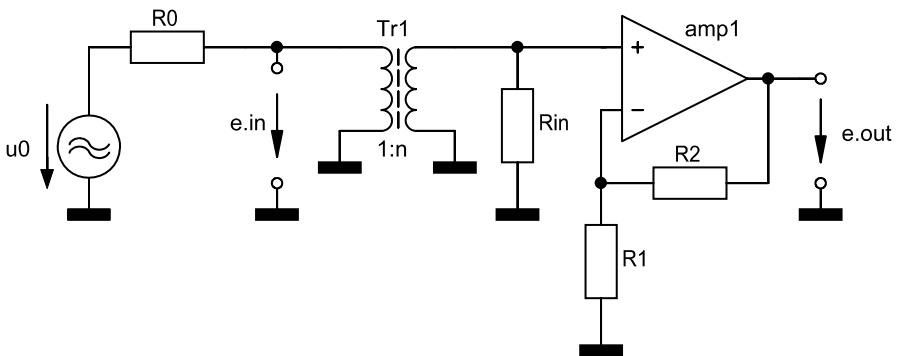 R0
Tr1
amp1
+
e.in
Rin
–
e.out
u0
1:n
R2
R1